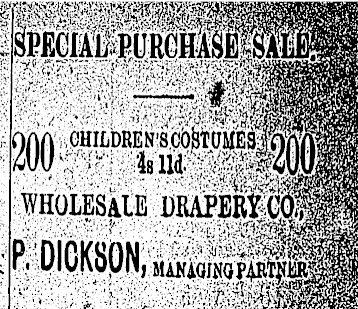 SPECIAL PURCHASE SALE.
200 CHILDREN'S COSTUMES 200
4s 11d
WHOLESALE DRAPERY CO.,
P. DICKSON, MANAGING PARTNER